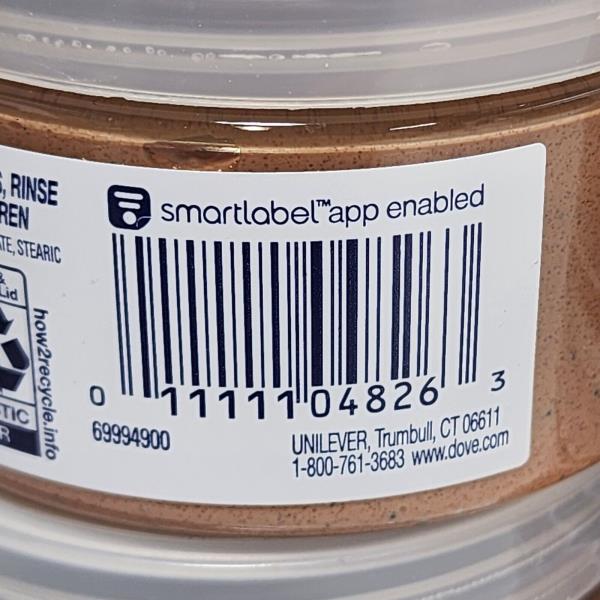 , RINSE
REN
TE, STEARIC
&
Lid
how2recycle.info
TIC
R
smartlabel™app enabled
0 11111 04826 3
69994900
UNILEVER, Trumbull, CT 06611
1-800-761-3683 www.dove.com